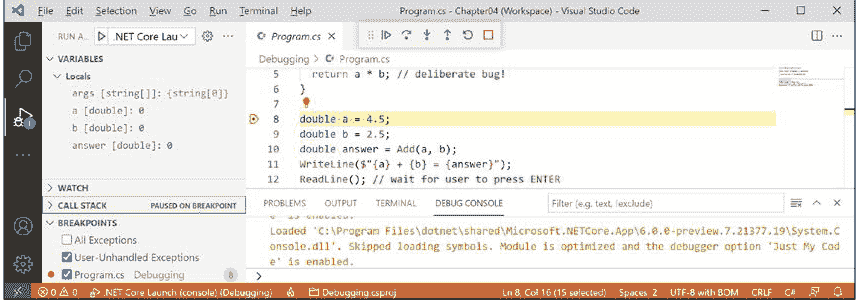 File Edit Selection View Go Run Terminal Help Program.cs - Chapter04 (Workspace) - Visual Studio Code
RUN A... .NET Core Lau ...
VARIABLES
Locals
args [string[]]: {string[0]}
a [double]: 0
b [double]: 0
answer [double]: 0
WATCH
CALL STACK PAUSED ON BREAKPOINT
BREAKPOINTS
All Exceptions
User-Unhandled Exceptions
Program.cs Debugging 8
1
Program.cs
Debugging > Program.cs
5 return a * b; // deliberate bug!
6 }
7
8 double a = 4.5;
9 double b = 2.5;
10 double answer = Add(a, b);
11 WriteLine($"{a} + {b} = {answer}");
12 ReadLine(); // wait for user to press ENTER
PROBLEMS OUTPUT TERMINAL DEBUG CONSOLE Filter (e.g. text, !exclude)
e' is enabled.
Loaded 'C:\Program Files\dotnet\shared\Microsoft.NETCore.App\6.0.0-preview.7.21377.19\System.C
onsole.dll'. Skipped loading symbols. Module is optimized and the debugger option 'Just My Cod
e' is enabled.
>
0 0 .NET Core Launch (console) (Debugging) Debugging.csproj Ln 8, Col 16 (15 selected) Spaces: 2 UTF-8 with BOM CRLF C#